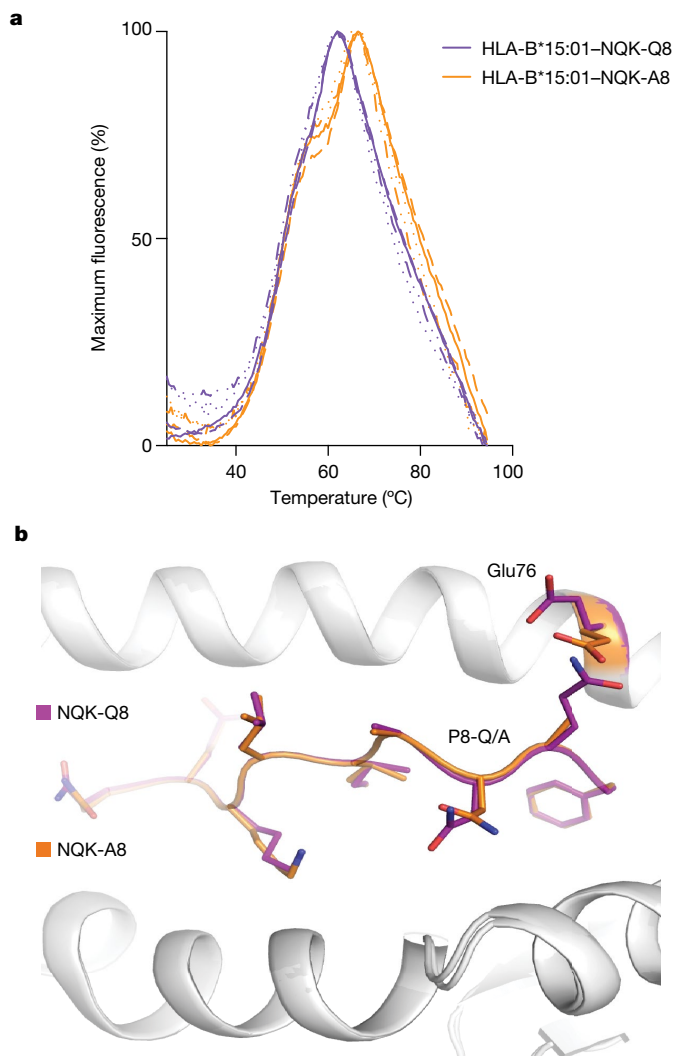 a
100
50
0
Maximum fluorescence (%)
40
60
80
100
Temperature (ºC)
HLA-B*15:01–NQK-Q8
HLA-B*15:01–NQK-A8
b
Glu76
NQK-Q8
P8-Q/A
NQK-A8